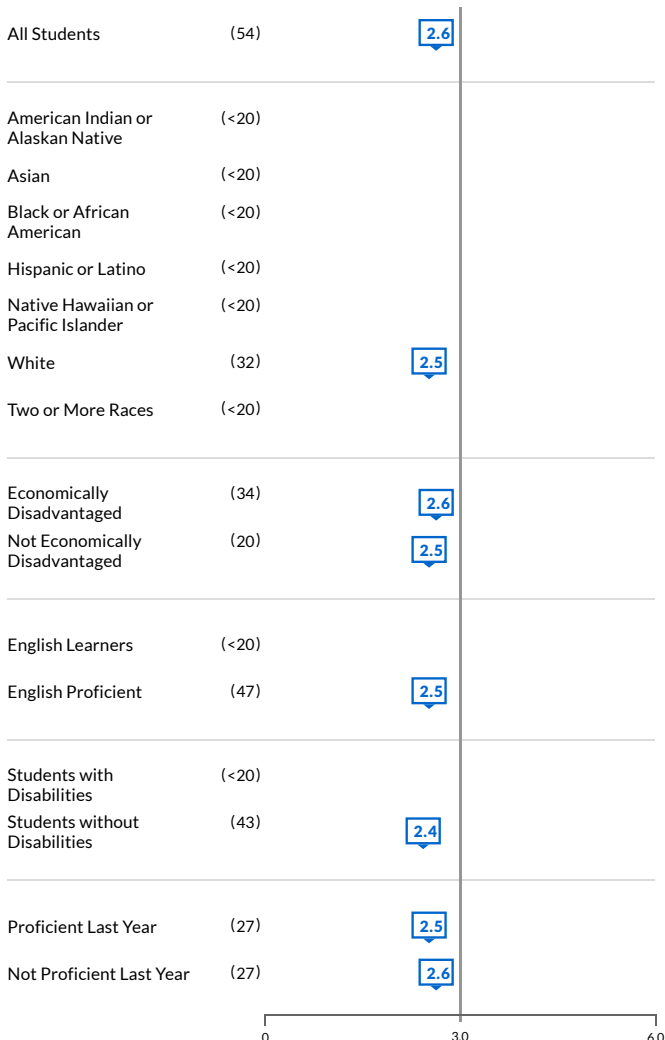 All Students (54) 2.6
American Indian or (<20)
Alaskan Native
Asian (<20)
Black or African (<20)
American
Hispanic or Latino (<20)
Native Hawaiian or (<20)
Pacific Islander
White (32) 2.5
Two or More Races (<20)
Economically (34) 2.6
Disadvantaged
Not Economically (20) 2.5
Disadvantaged
English Learners (<20)
English Proficient (47) 2.5
Students with (<20)
Disabilities
Students without (43) 2.4
Disabilities
Proficient Last Year (27) 2.5
Not Proficient Last Year (27) 2.6
0 3.0 6.0